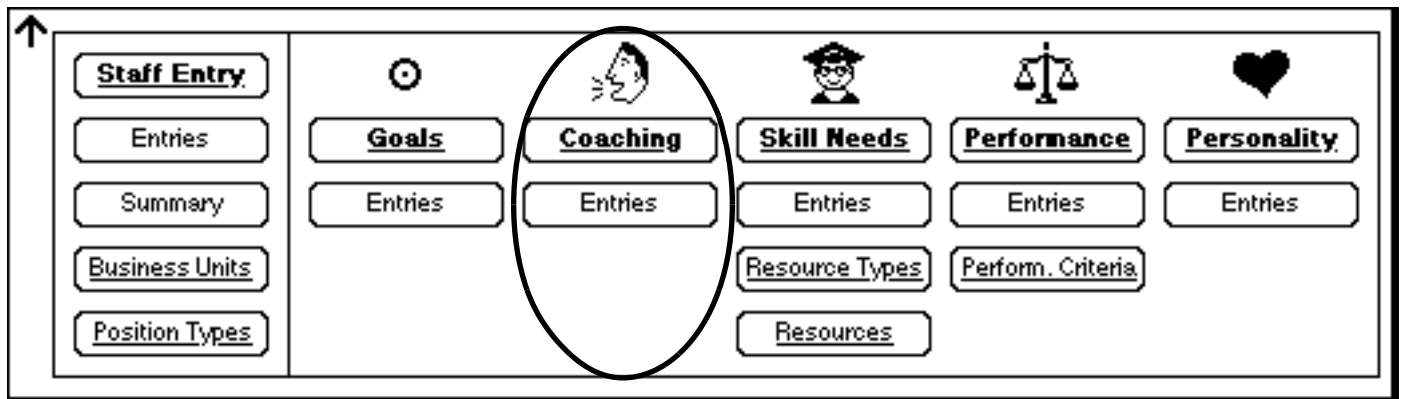 Staff Entry
Entries
Summary
Business Units
Position Types
Goals
Entries
Coaching
Entries
Skill Needs
Entries
Resource Types
Resources
Performance
Entries
Perform. Criteria
Personality
Entries